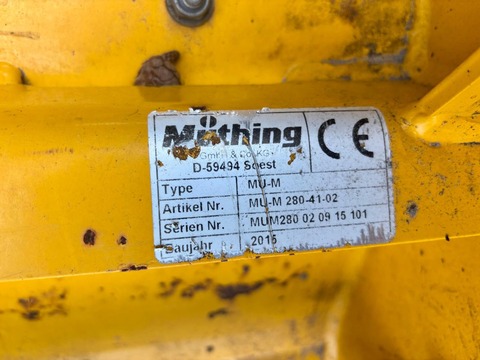 Müthing
GmbH & Co.KG
D-59494 Soest
CE
Type MU-M
Artikel Nr. MU-M 280-41-02
Serien Nr. MUM280 02 09 15 101
Baujahr 2015